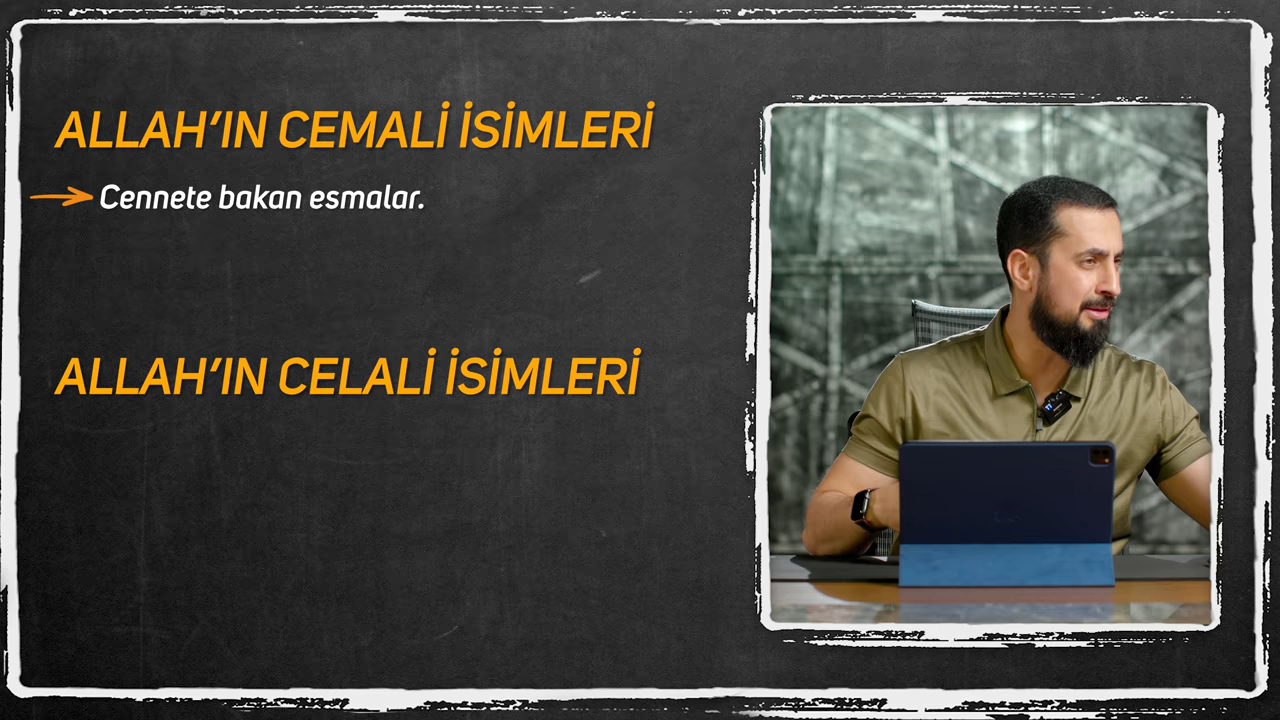 ALLAH'IN CEMALİ İSİMLERİ
Cennete bakan esmalar.
ALLAH'IN CELALİ İSİMLERİ